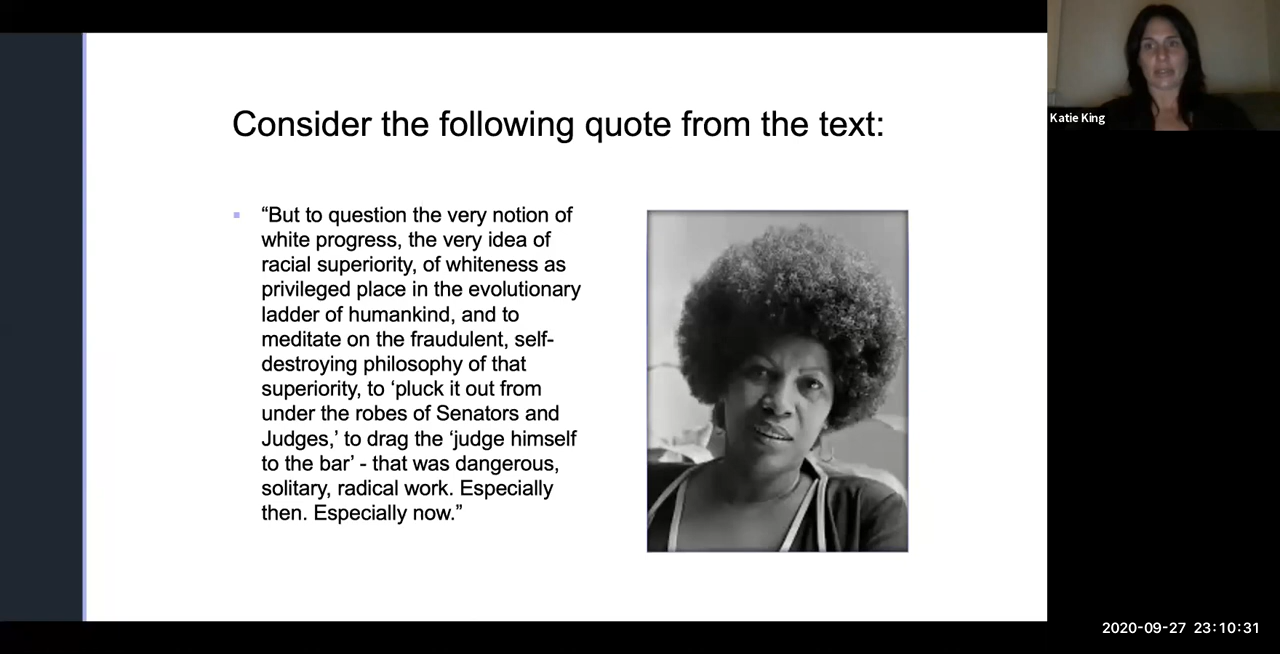 Consider the following quote from the text:
▪ “But to question the very notion of
white progress, the very idea of
racial superiority, of whiteness as
privileged place in the evolutionary
ladder of humankind, and to
meditate on the fraudulent, self-
destroying philosophy of that
superiority, to ‘pluck it out from
under the robes of Senators and
Judges,’ to drag the ‘judge himself
to the bar’ - that was dangerous,
solitary, radical work. Especially
then. Especially now.”
Katie King
2020-09-27 23:10:31